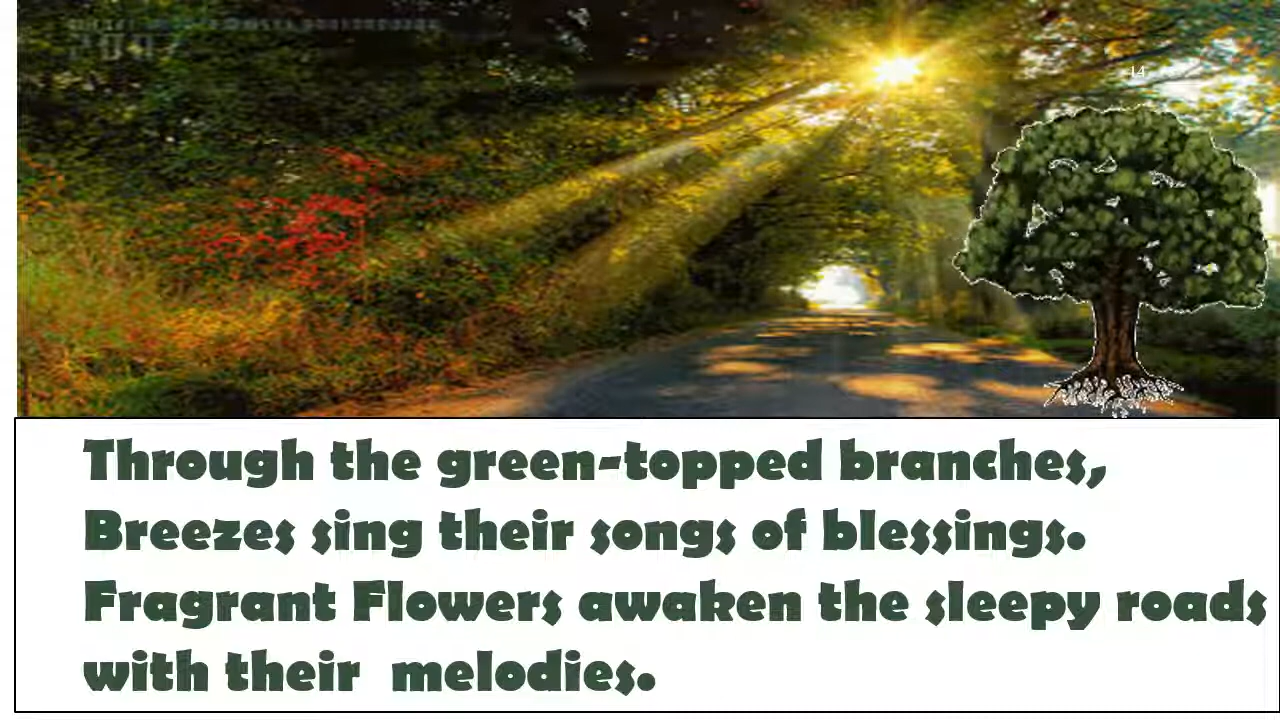 14
Through the green-topped branches,
Breezes sing their songs of blessings.
Fragrant Flowers awaken the sleepy roads
with their melodies.